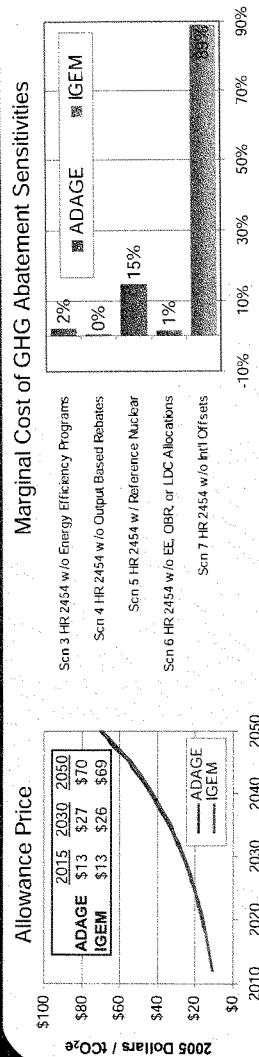 Allowance Price
2005 Dollars / tCO₂e
$100
$80
$60
$40
$20
$0
2015 2030 2050
ADAGE $13 $27 $70
IGEM $13 $26 $69
ADAGE
IGEM
2010 2020 2030 2040 2050
Marginal Cost of GHG Abatement Sensitivities
ADAGE IGEM
Scn 3 HR 2454 w/o Energy Efficiency Programs
2%
Scn 4 HR 2454 w/o Output Based Rebates
0%
Scn 5 HR 2454 w/ Reference Nuclear
15%
Scn 6 HR 2454 w/o EE, OBR, or LDC Allocations
1%
Scn 7 HR 2454 w/o Int'l Offsets
89%
-10% 10% 30% 50% 70% 90%